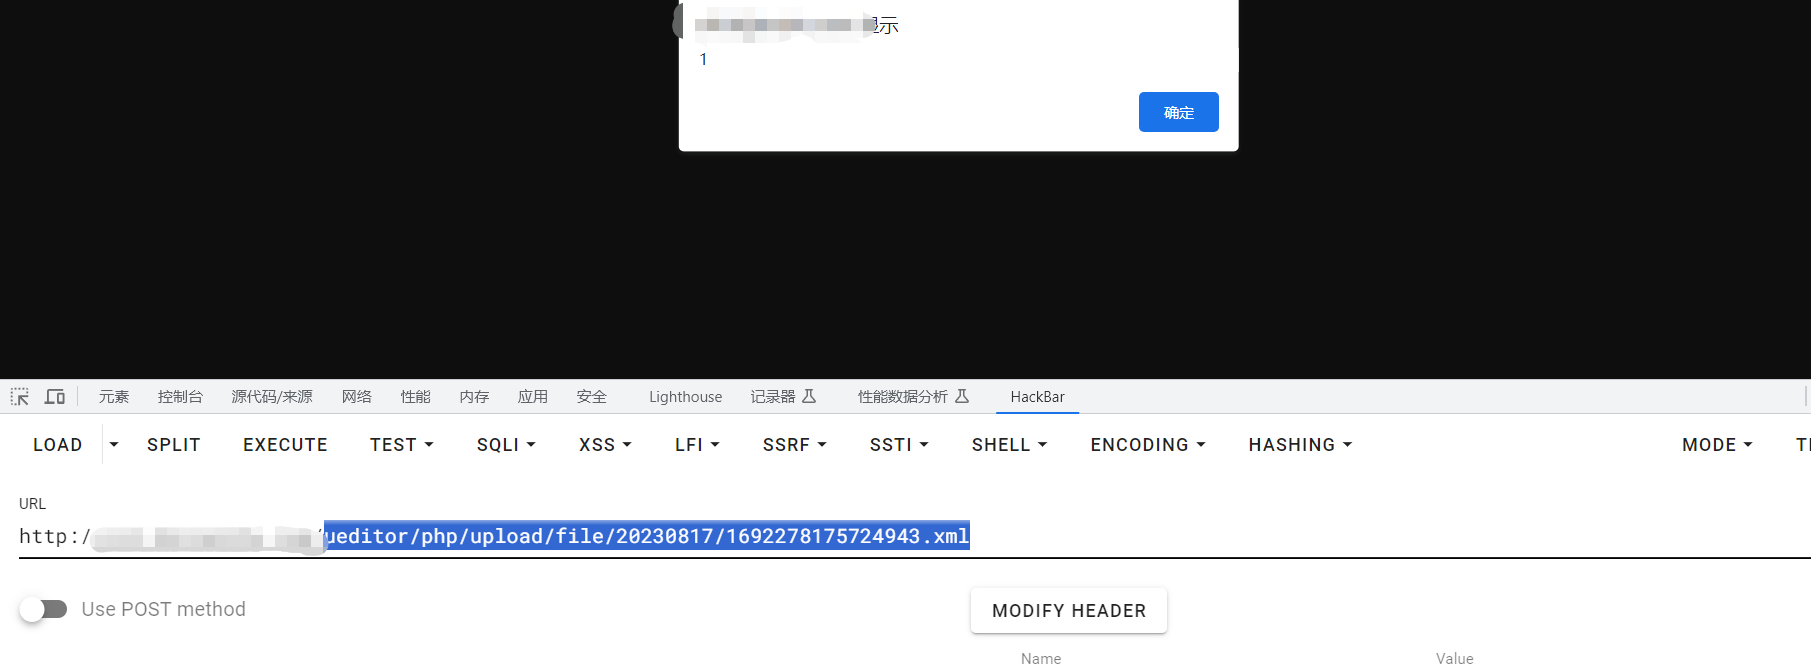 显示
1
确定
元素 控制台 源代码/来源 网络 性能 内存 应用 安全 Lighthouse 记录器 性能数据分析 HackBar
LOAD SPLIT EXECUTE TEST SQLI XSS LFI SSRF SSTI SHELL ENCODING HASHING MODE
URL
http:/ /ueditor/php/upload/file/20230817/1692278175724943.xml
Use POST method MODIFY HEADER
Name Value